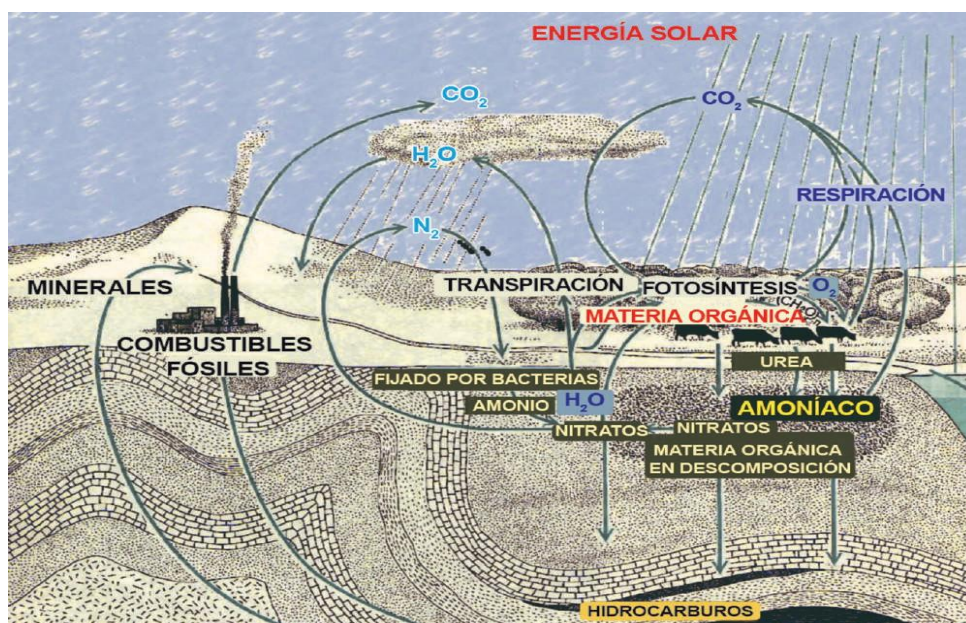 ENERGÍA SOLAR
CO₂
CO₂
H₂O
RESPIRACIÓN
N₂
MINERALES
TRANSPIRACIÓN
FOTOSÍNTESIS
O₂
(CH₂O)
MATERIA ORGÁNICA
COMBUSTIBLES
FÓSILES
UREA
FIJADO POR BACTERIAS
AMONIO
H₂O
AMONÍACO
NITRATOS
NITRATOS
MATERIA ORGÁNICA
EN DESCOMPOSICIÓN
HIDROCARBUROS